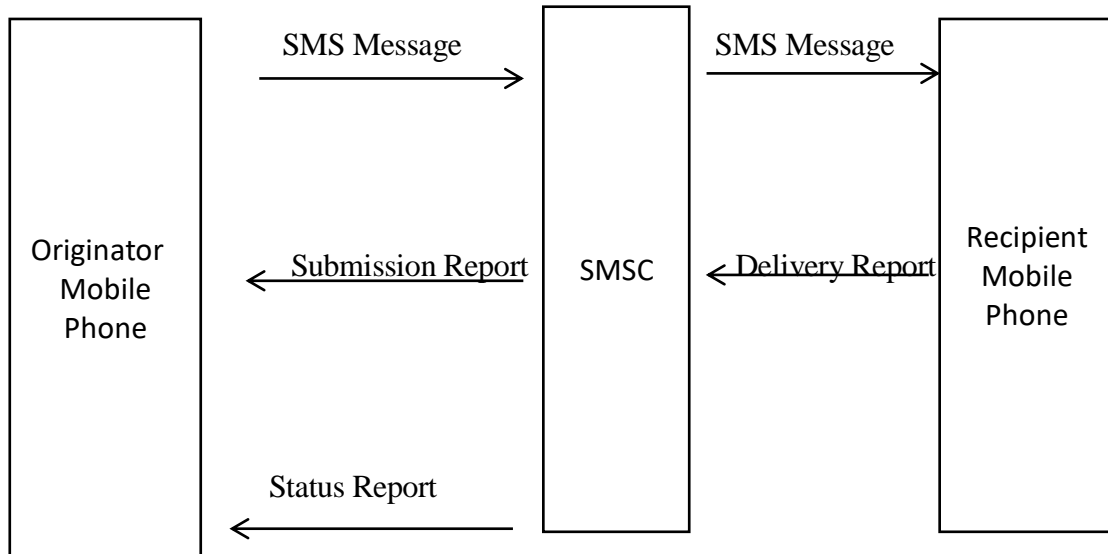 SMS Message
SMS Message
Originator
Mobile
Phone
Submission Report
SMSC
Delivery Report
Recipient
Mobile
Phone
Status Report